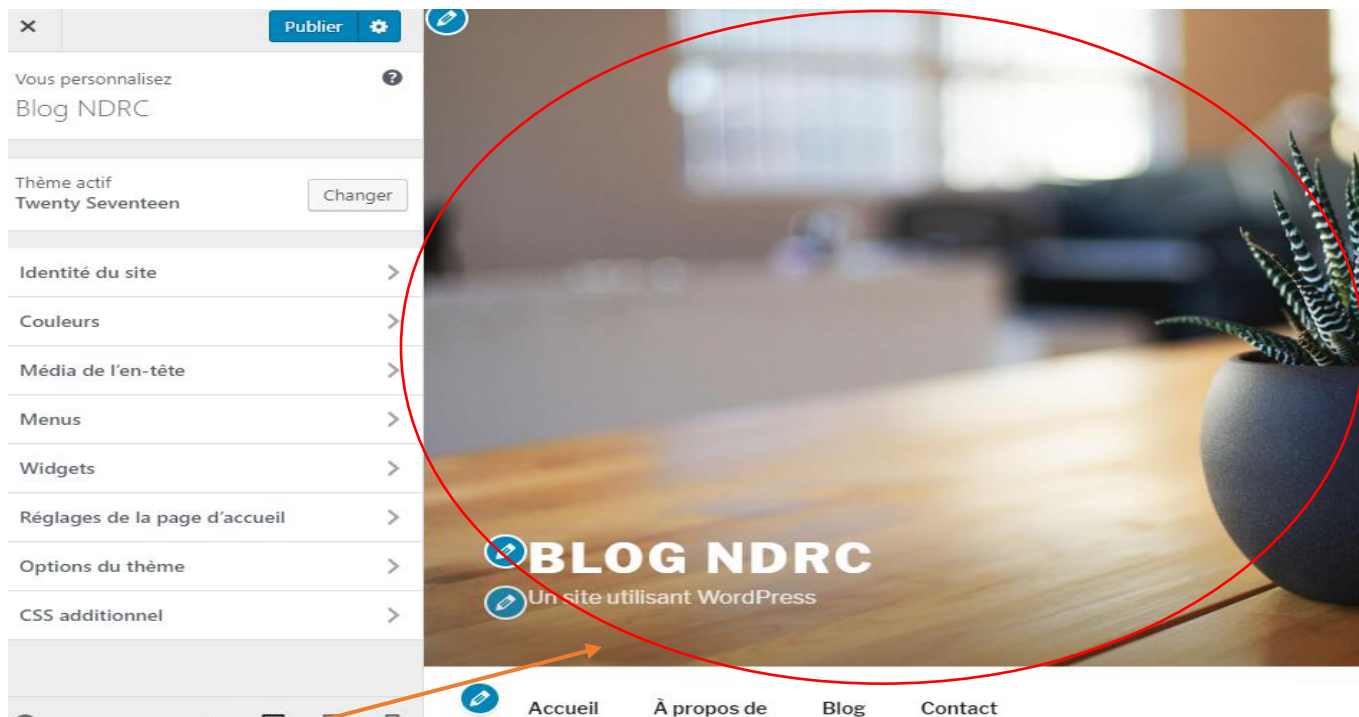 Publier
Vous personnalisez
Blog NDRC
Thème actif
Twenty Seventeen
Changer
Identité du site
Couleurs
Média de l'en-tête
Menus
Widgets
Réglages de la page d'accueil
Options du thème
CSS additionnel
BLOG NDRC
Un site utilisant WordPress
Accueil À propos de Blog Contact